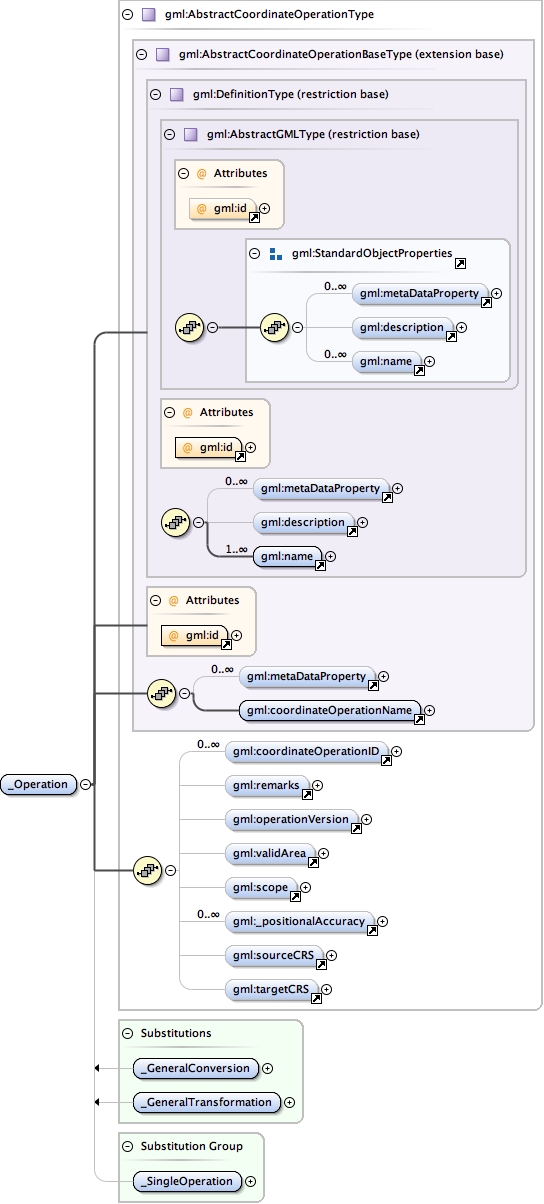 gml:AbstractCoordinateOperationType
gml:AbstractCoordinateOperationBaseType (extension base)
gml:DefinitionType (restriction base)
gml:AbstractGMLType (restriction base)
@ Attributes
gml:id
gml:StandardObjectProperties
0..∞
gml:metaDataProperty
gml:description
0..∞
gml:name
@ Attributes
gml:id
0..∞
gml:metaDataProperty
gml:description
1..∞
gml:name
@ Attributes
gml:id
0..∞
gml:metaDataProperty
gml:coordinateOperationName
0..∞
gml:coordinateOperationID
_Operation
gml:remarks
gml:operationVersion
gml:validArea
gml:scope
0..∞
gml:_positionalAccuracy
gml:sourceCRS
gml:targetCRS
Substitutions
_GeneralConversion
_GeneralTransformation
Substitution Group
_SingleOperation